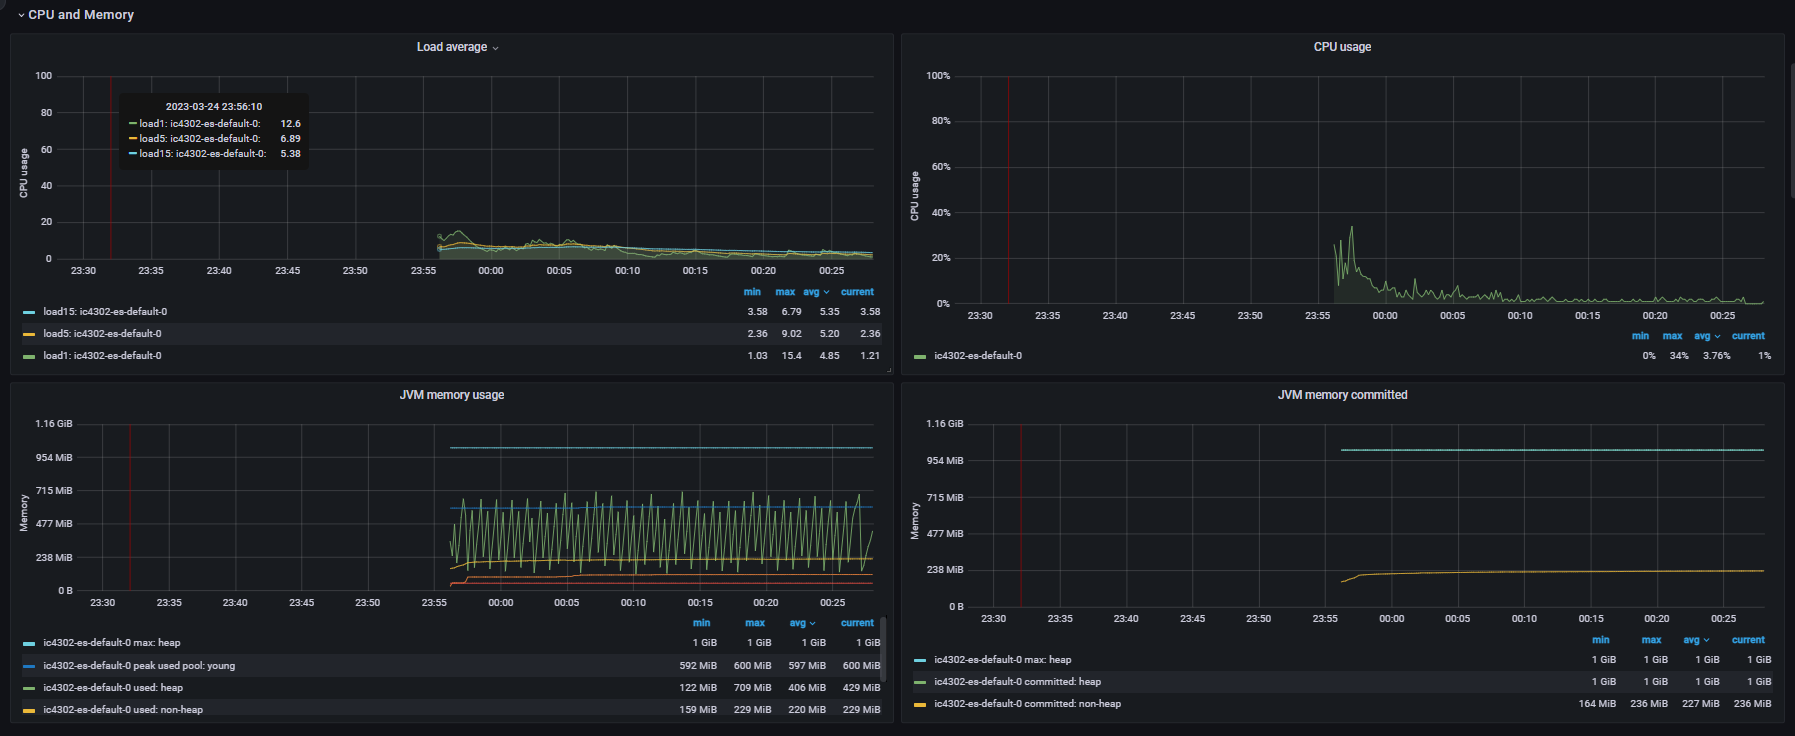 CPU and Memory
Load average
100
80
60
40
20
0
CPU usage
2023-03-24 23:56:10
load1: ic4302-es-default-0: 12.6
load5: ic4302-es-default-0: 6.89
load15: ic4302-es-default-0: 5.38
23:30 23:35 23:40 23:45 23:50 23:55 00:00 00:05 00:10 00:15 00:20 00:25
min max avg current
load15: ic4302-es-default-0 3.58 6.79 5.35 3.58
load5: ic4302-es-default-0 2.36 9.02 5.20 2.36
load1: ic4302-es-default-0 1.03 15.4 4.85 1.21
CPU usage
100%
80%
60%
40%
20%
0%
CPU usage
23:30 23:35 23:40 23:45 23:50 23:55 00:00 00:05 00:10 00:15 00:20 00:25
min max avg current
ic4302-es-default-0 0% 34% 3.76% 1%
JVM memory usage
1.16 GiB
954 MiB
715 MiB
477 MiB
238 MiB
0 B
Memory
23:30 23:35 23:40 23:45 23:50 23:55 00:00 00:05 00:10 00:15 00:20 00:25
min max avg current
ic4302-es-default-0 max: heap 1 GiB 1 GiB 1 GiB 1 GiB
ic4302-es-default-0 peak used pool: young 592 MiB 600 MiB 597 MiB 600 MiB
ic4302-es-default-0 used: heap 122 MiB 709 MiB 406 MiB 429 MiB
ic4302-es-default-0 used: non-heap 159 MiB 229 MiB 220 MiB 229 MiB
JVM memory committed
1.16 GiB
954 MiB
715 MiB
477 MiB
238 MiB
0 B
Memory
23:30 23:35 23:40 23:45 23:50 23:55 00:00 00:05 00:10 00:15 00:20 00:25
min max avg current
ic4302-es-default-0 max: heap 1 GiB 1 GiB 1 GiB 1 GiB
ic4302-es-default-0 committed: heap 1 GiB 1 GiB 1 GiB 1 GiB
ic4302-es-default-0 committed: non-heap 164 MiB 236 MiB 227 MiB 236 MiB